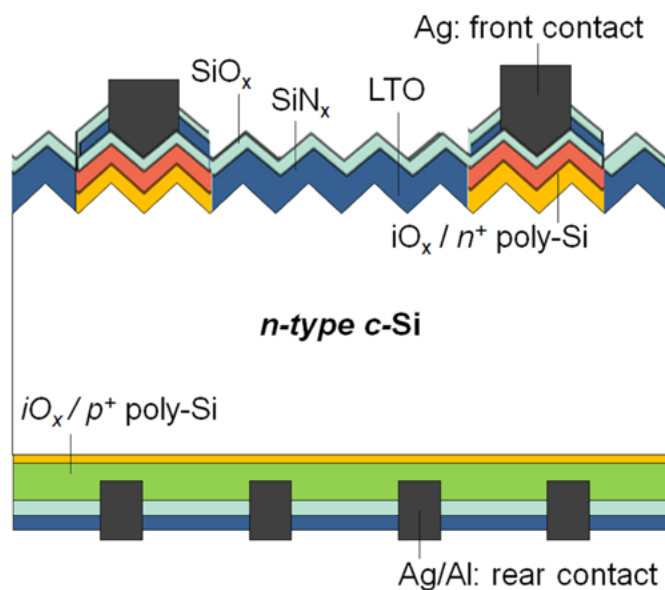 Ag: front contact
SiOx
SiNx
LTO
iOx / n+ poly-Si
n-type c-Si
iOx / p+ poly-Si
Ag/Al: rear contact